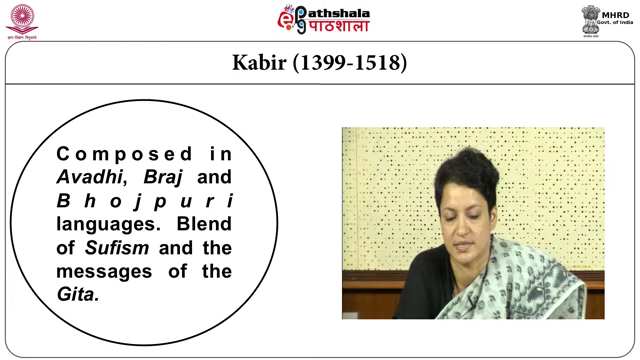 ePathshala
पाठशाला
MHRD
Govt. of India
Kabir (1399-1518)
Composed in
Avadhi, Braj and
Bhojpuri
languages. Blend
of Sufism and the
messages of the
Gita.